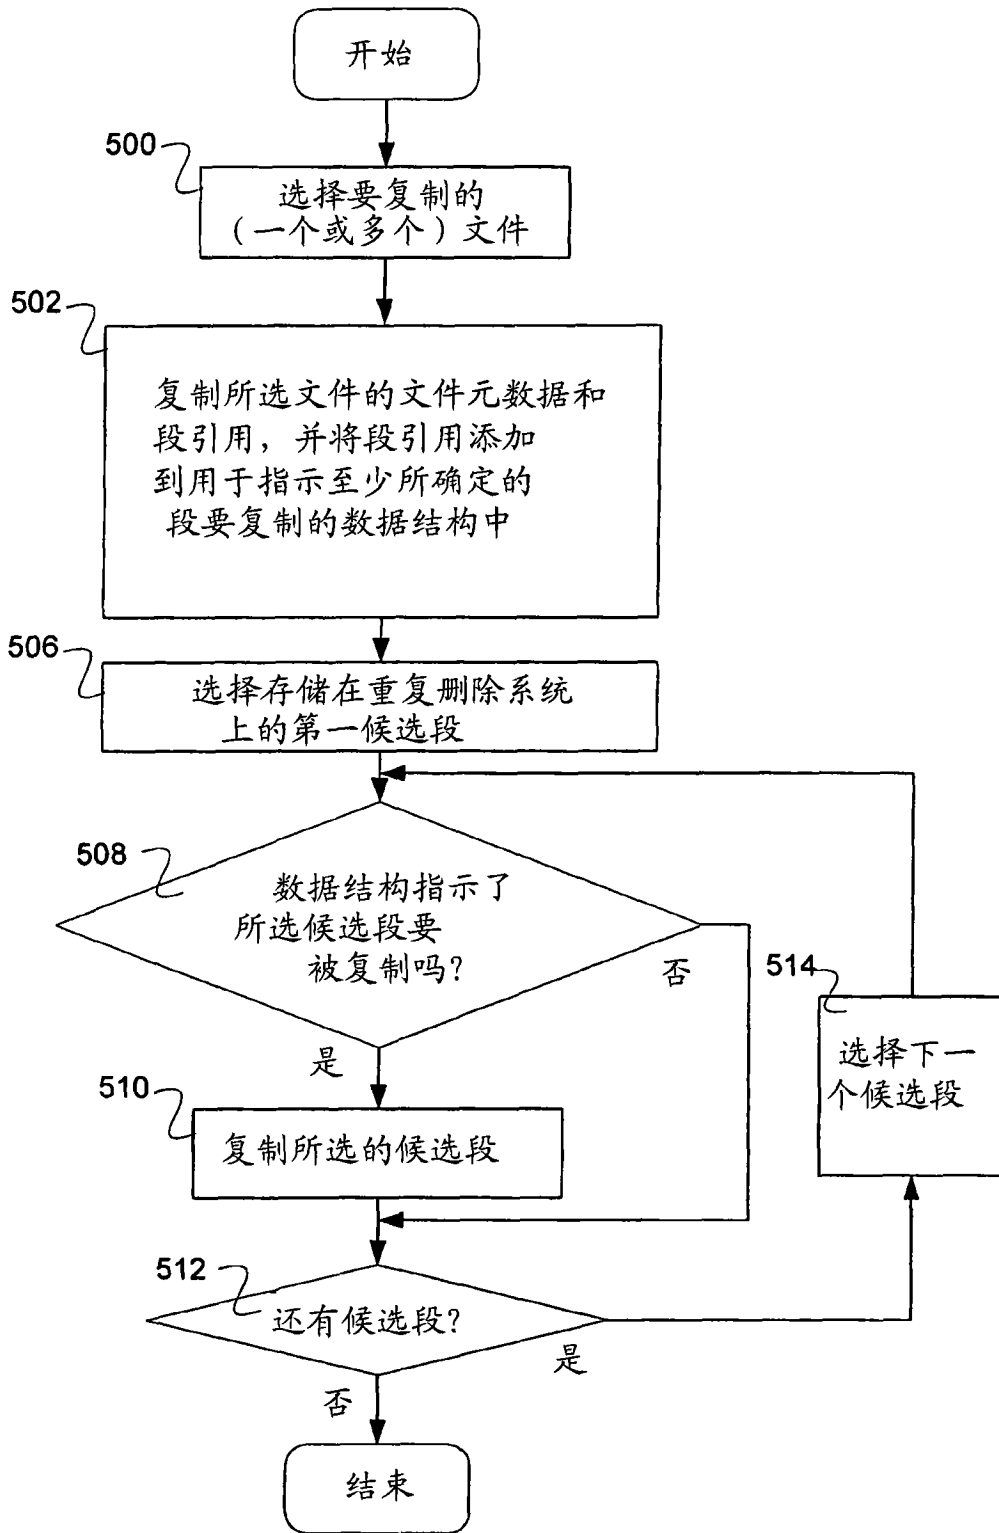 开始
500
选择要复制的
（一个或多个）文件
502
复制所选文件的文件元数据和
段引用，并将段引用添加
到用于指示至少所确定的
段要复制的数据结构中
506
选择存储在重复删除系统
上的第一候选段
508
数据结构指示了
所选候选段要
被复制吗？
否
是
514
选择下一
个候选段
510
复制所选的候选段
512
还有候选段？
是
否
结束